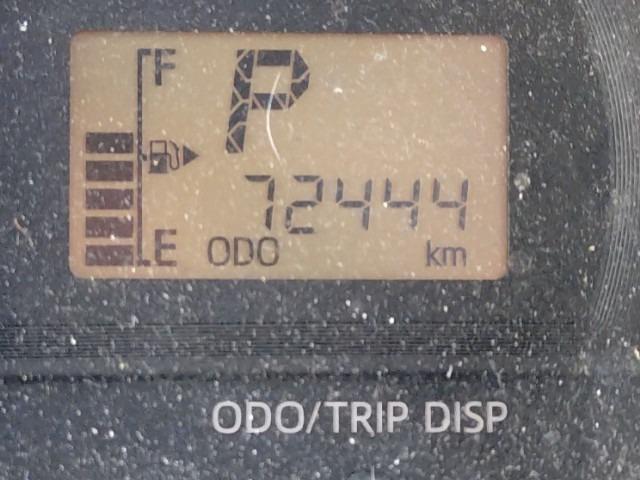 F
P
72444
E ODO km
ODO/TRIP DISP